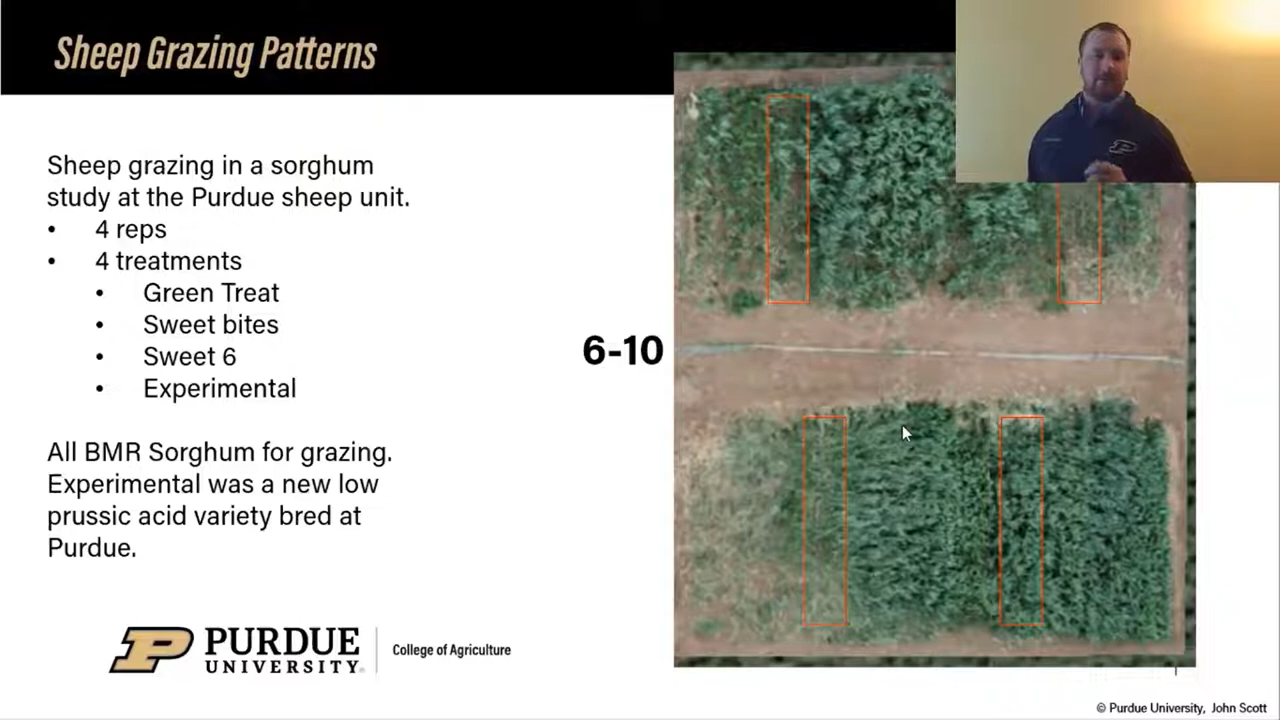 Sheep Grazing Patterns
Sheep grazing in a sorghum
study at the Purdue sheep unit.
• 4 reps
• 4 treatments
• Green Treat
• Sweet bites
• Sweet 6
• Experimental
6-10
All BMR Sorghum for grazing.
Experimental was a new low
prussic acid variety bred at
Purdue.
P PURDUE
UNIVERSITY®
College of Agriculture
P
© Purdue University, John Scott